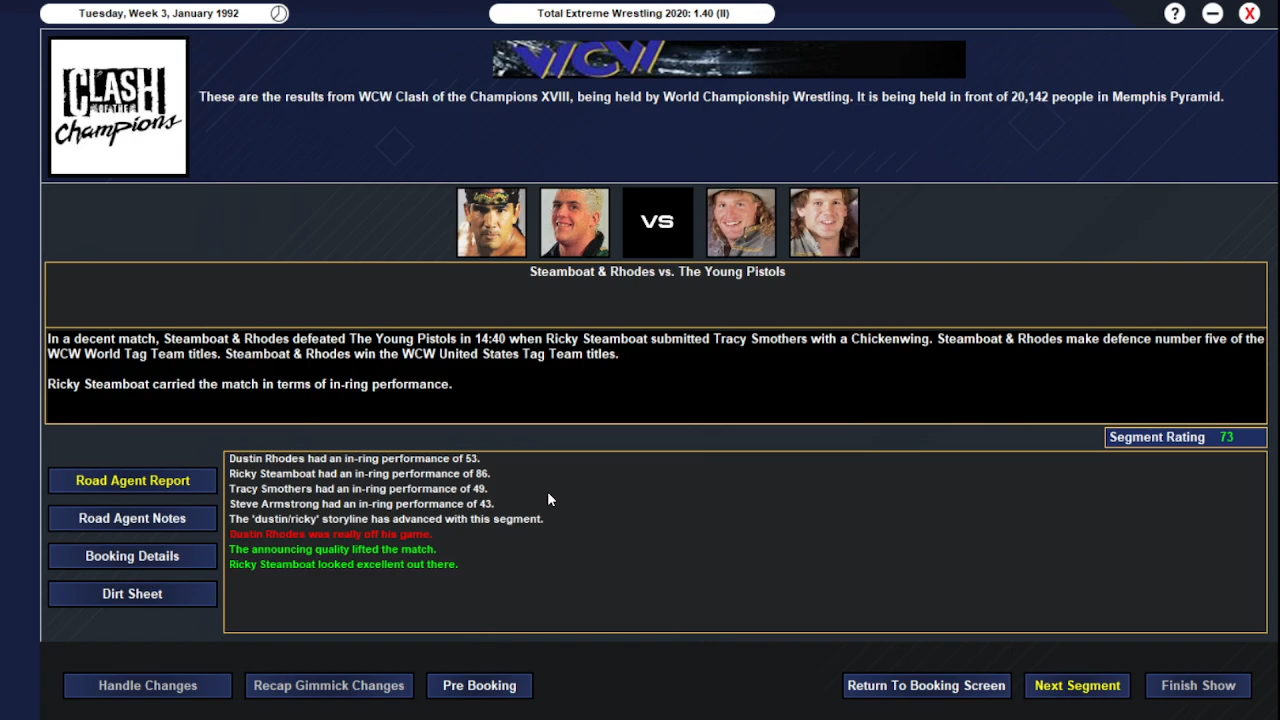 Tuesday, Week 3, January 1992
Total Extreme Wrestling 2020: 1.40 (II)
? X
CLASH
OF THE
Champions
WCW
These are the results from WCW Clash of the Champions XVIII, being held by World Championship Wrestling. It is being held in front of 20,142 people in Memphis Pyramid.
VS
Steamboat & Rhodes vs. The Young Pistols
In a decent match, Steamboat & Rhodes defeated The Young Pistols in 14:40 when Ricky Steamboat submitted Tracy Smothers with a Chickenwing. Steamboat & Rhodes make defence number five of the
WCW World Tag Team titles. Steamboat & Rhodes win the WCW United States Tag Team titles.
Ricky Steamboat carried the match in terms of in-ring performance.
Segment Rating 73
Road Agent Report
Road Agent Notes
Booking Details
Dirt Sheet
Dustin Rhodes had an in-ring performance of 53.
Ricky Steamboat had an in-ring performance of 86.
Tracy Smothers had an in-ring performance of 49.
Steve Armstrong had an in-ring performance of 43.
The 'dustin/ricky' storyline has advanced with this segment.
Dustin Rhodes was really off his game.
The announcing quality lifted the match.
Ricky Steamboat looked excellent out there.
Handle Changes
Recap Gimmick Changes
Pre Booking
Return To Booking Screen
Next Segment
Finish Show